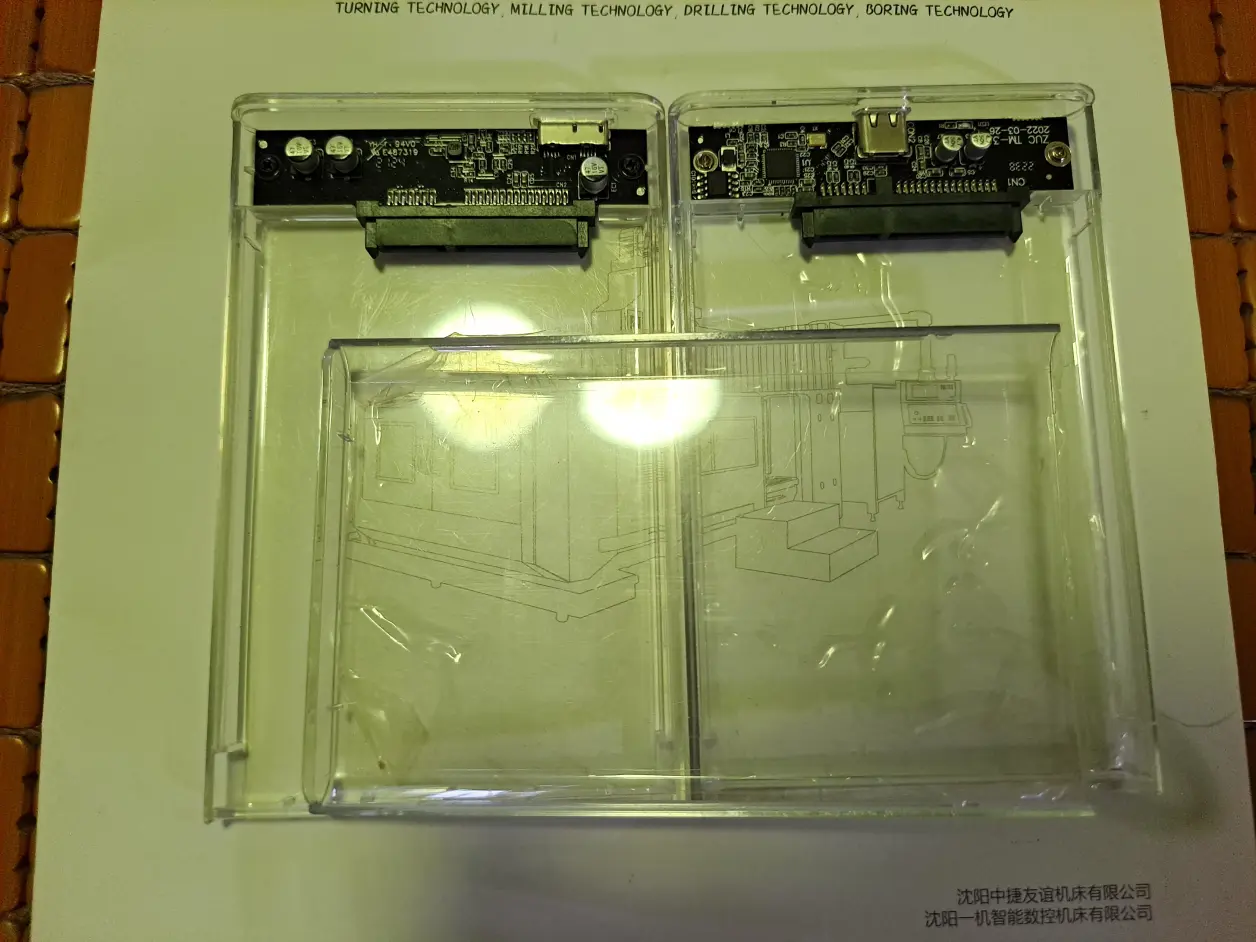 TURNING TECHNOLOGY, MILLING TECHNOLOGY, DRILLING TECHNOLOGY, BORING TECHNOLOGY
94V0
E487319
CN1
CN2
ZUC TM-3
2022-03-26
2238
CN1
沈阳中捷友谊机床有限公司
沈阳一机智能数控机床有限公司